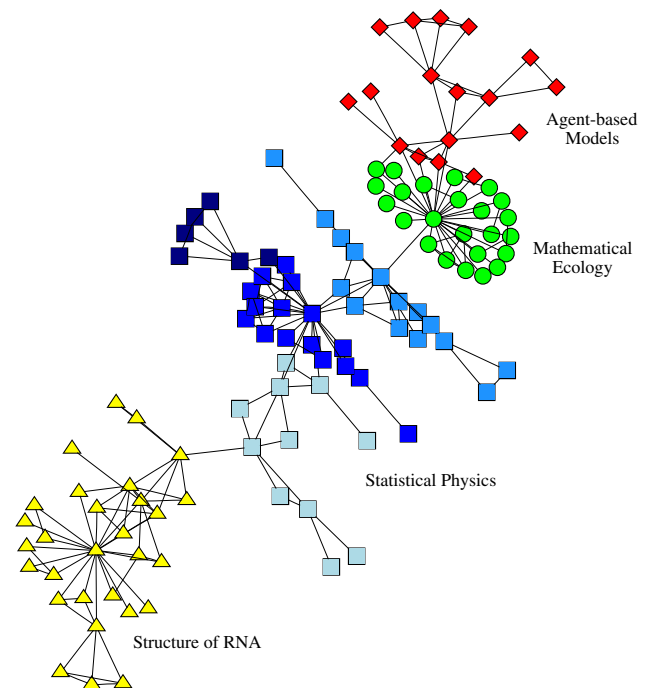 Agent-based
Models
Mathematical
Ecology
Statistical Physics
Structure of RNA